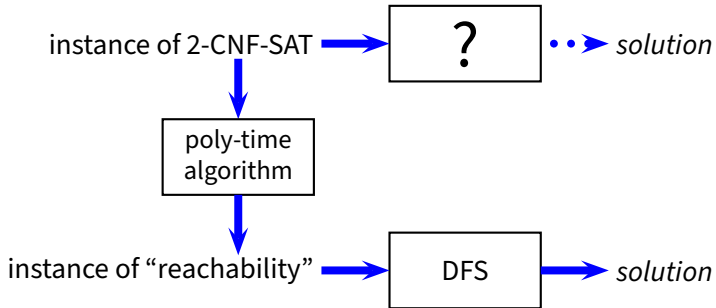 instance of 2-CNF-SAT
?
solution
poly-time
algorithm
instance of “reachability”
DFS
solution